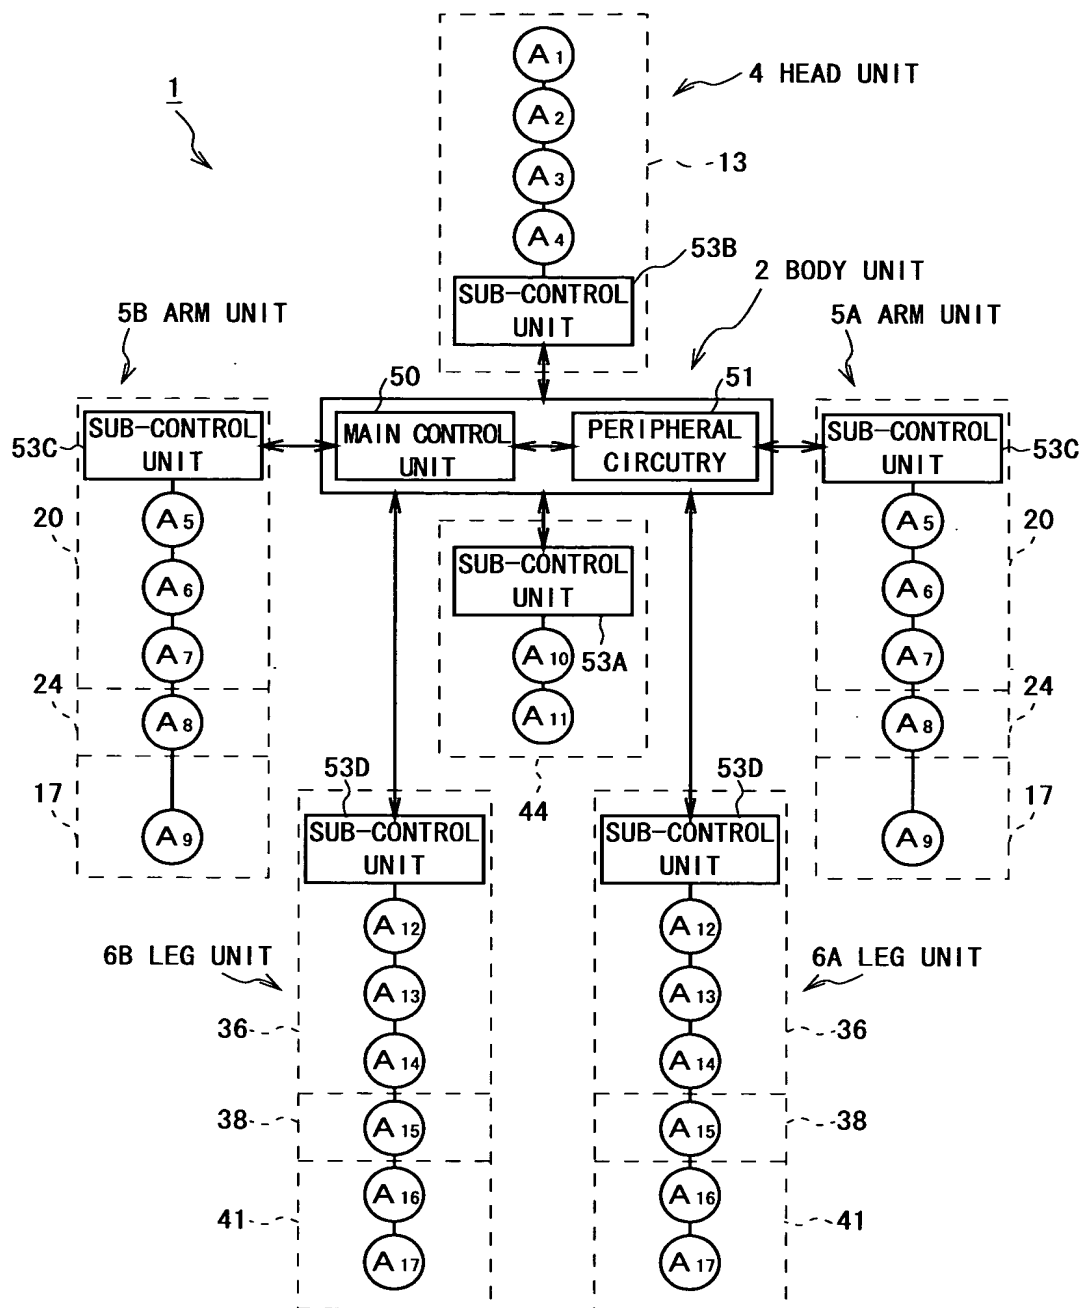 1
A1
A2
A3
A4
4 HEAD UNIT
13
53B
SUB-CONTROL
UNIT
2 BODY UNIT
5B ARM UNIT
5A ARM UNIT
50
51
MAIN CONTROL
UNIT
PERIPHERAL
CIRCUTRY
53C
SUB-CONTROL
UNIT
A5
A6
A7
A8
A9
20
24
17
SUB-CONTROL
UNIT
53C
A5
A6
A7
A8
A9
20
24
17
SUB-CONTROL
UNIT
53A
A10
A11
44
53D
SUB-CONTROL
UNIT
A12
A13
A14
A15
A16
A17
6B LEG UNIT
36
38
41
53D
SUB-CONTROL
UNIT
A12
A13
A14
A15
A16
A17
6A LEG UNIT
36
38
41